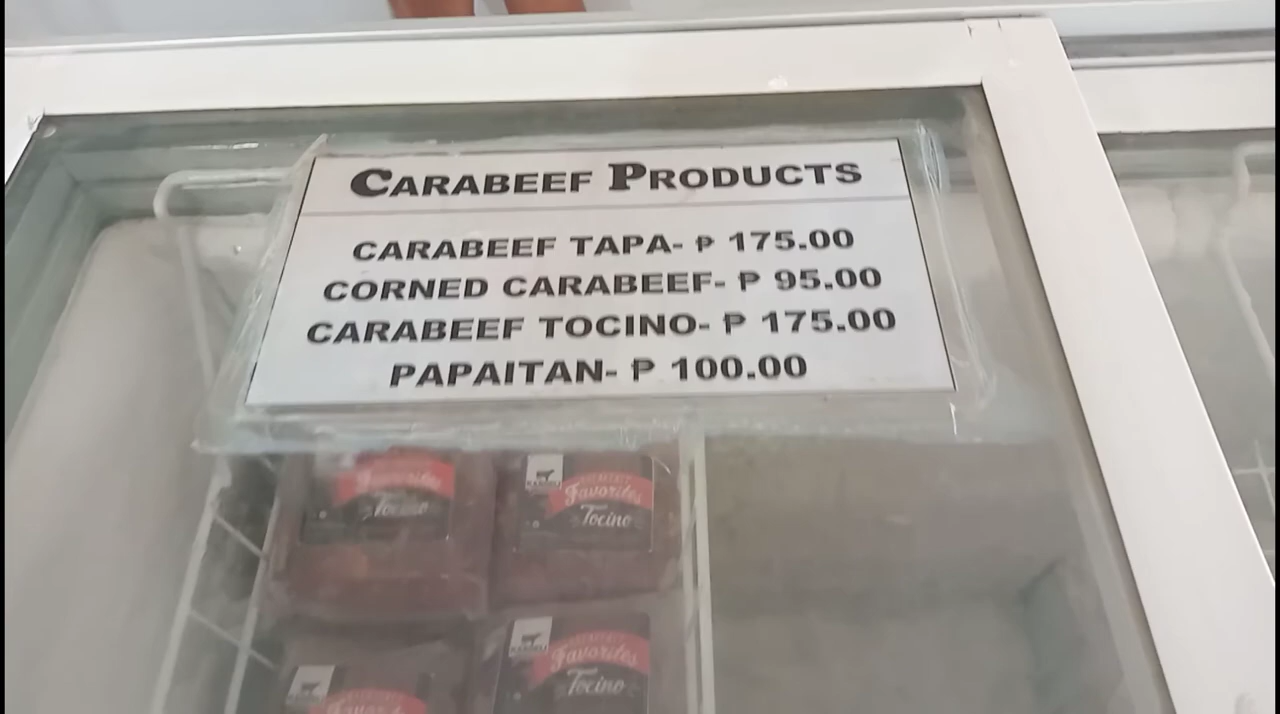 CARABEEF PRODUCTS
CARABEEF TAPA- ₱ 175.00
CORNED CARABEEF- ₱ 95.00
CARABEEF TOCINO- ₱ 175.00
PAPAITAN- ₱ 100.00
Favorites
Tocino
Favorites
Tocino
Favorites
Tocino